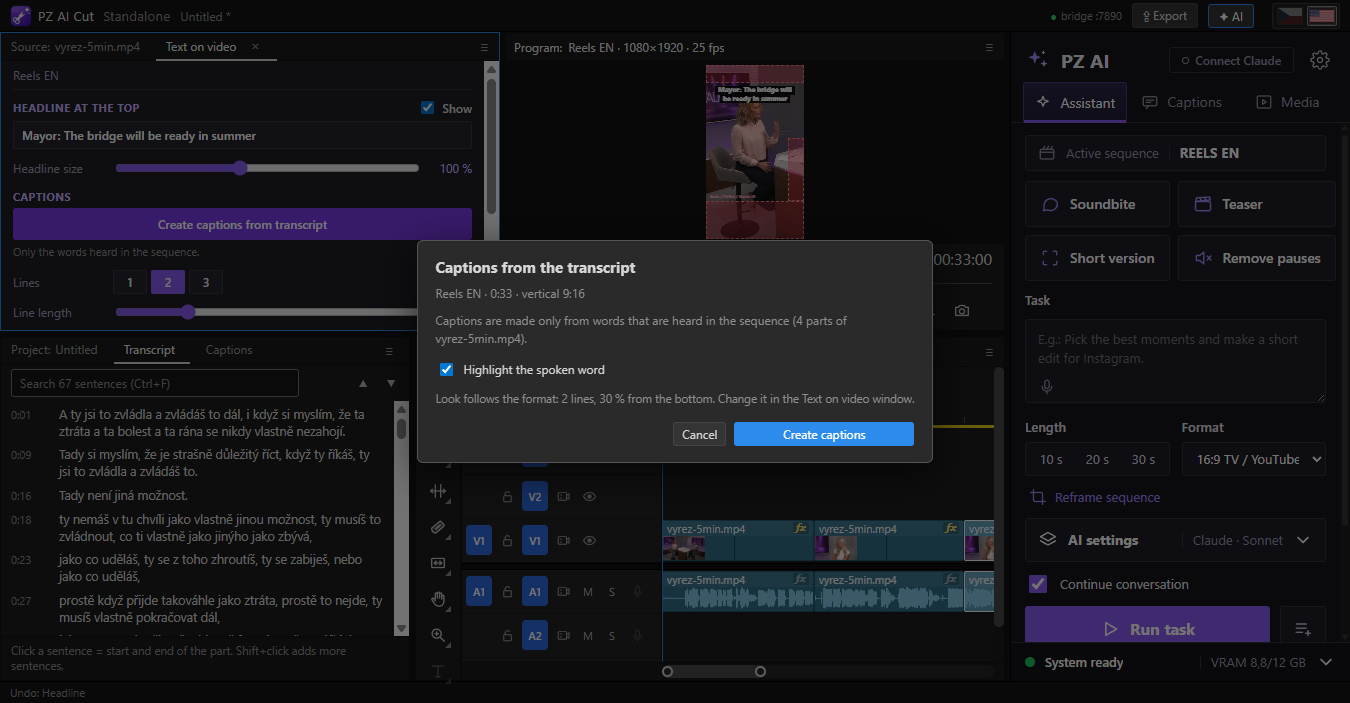 PZ AI Cut Standalone Untitled *
bridge :7890
Export
AI
Source: vyrez-5min.mp4
Text on video
Reels EN
HEADLINE AT THE TOP
Show
Mayor: The bridge will be ready in summer
Headline size
100 %
CAPTIONS
Create captions from transcript
Only the words heard in the sequence.
Lines
1
2
3
Line length
Program: Reels EN · 1080×1920 · 25 fps
Mayor: The bridge will
be ready in summer
00:33:00
Captions from the transcript
Reels EN · 0:33 · vertical 9:16
Captions are made only from words that are heard in the sequence (4 parts of
vyrez-5min.mp4).
Highlight the spoken word
Look follows the format: 2 lines, 30 % from the bottom. Change it in the Text on video window.
Cancel
Create captions
Project: Untitled
Transcript
Captions
Search 67 sentences (Ctrl+F)
0:01
A ty jsi to zvládla a zvládáš to dál, i když si myslím, že ta
ztráta a ta bolest a ta rána se nikdy vlastně nezahojí.
0:09
Tady si myslím, že je strašně důležitý říct, když ty říkáš, ty
jsi to zvládla a zvládáš to.
0:16
Tady není jiná možnost.
0:18
ty nemáš v tu chvíli jako vlastně jinou možnost, ty musíš to
zvládnout, co ti vlastně jako jinýho jako zbývá,
0:23
jako co uděláš, ty se z toho zhroutíš, ty se zabiješ, nebo
jako co uděláš,
0:27
prostě když přijde takováhle jako ztráta, prostě to nejde, ty
musíš vlastně pokračovat dál,
Click a sentence = start and end of the part. Shift+click adds more
sentences.
Undo: Headline
V2
V1
V1
A1
A1
M
S
A2
M
S
vyrez-5min.mp4
fx
vyrez-5min.mp4
fx
vyrez
vyrez-5min.mp4
fx
vyrez-5min.mp4
fx
vyrez
PZ AI
Connect Claude
Assistant
Captions
Media
Active sequence
REELS EN
Soundbite
Teaser
Short version
Remove pauses
Task
E.g.: Pick the best moments and make a short
edit for Instagram.
Length
Format
10 s
20 s
30 s
16:9 TV / YouTube
Reframe sequence
AI settings
Claude · Sonnet
Continue conversation
Run task
System ready
VRAM 8,8/12 GB